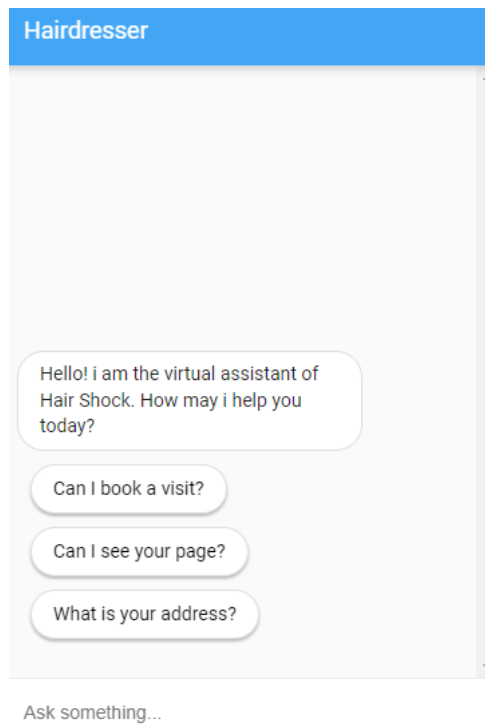 Hairdresser
Hello! i am the virtual assistant of
Hair Shock. How may i help you
today?
Can I book a visit?
Can I see your page?
What is your address?
Ask something...